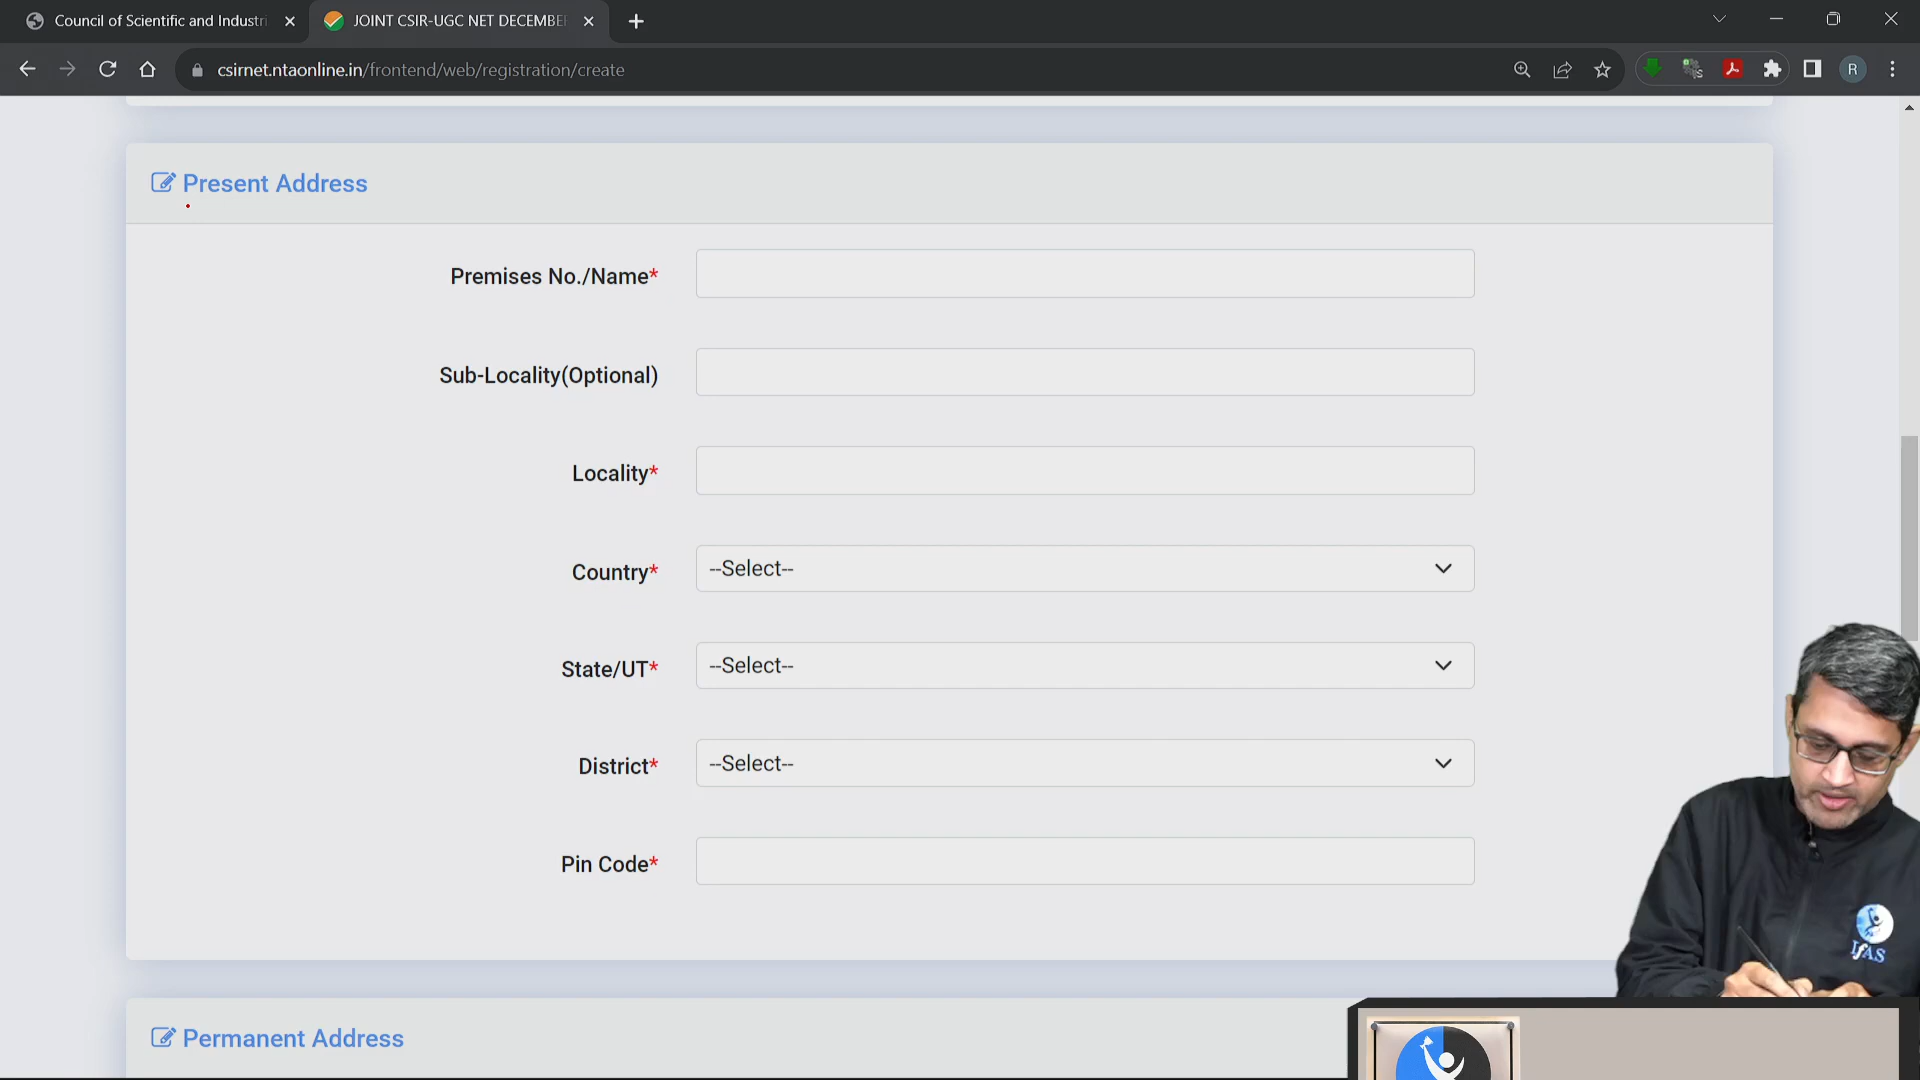 Council of Scientific and Industri
JOINT CSIR-UGC NET DECEMBE
csirnet.ntaonline.in/frontend/web/registration/create
R
Present Address
Premises No./Name*
Sub-Locality(Optional)
Locality*
Country*
--Select--
State/UT*
--Select--
District*
--Select--
Pin Code*
IFAS
Permanent Address